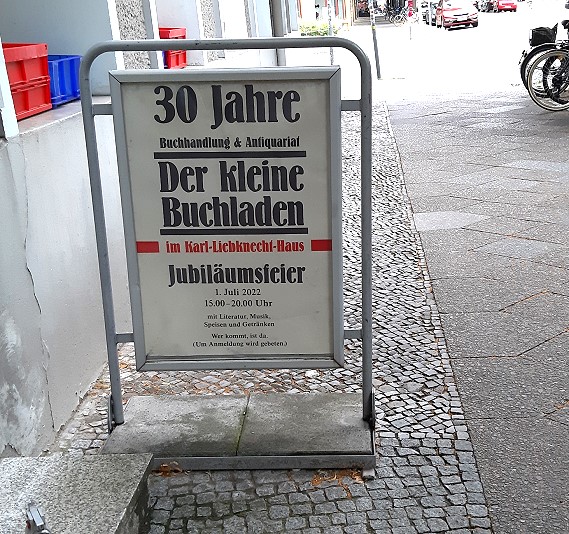 30 Jahre
Buchhandlung & Antiquariat
Der kleine
Buchladen
im Karl-Liebknecht-Haus
Jubiläumsfeier
1. Juli 2022
15.00–20.00 Uhr
mit Literatur, Musik,
Speisen und Getränken
Wer kommt, ist da.
(Um Anmeldung wird gebeten.)